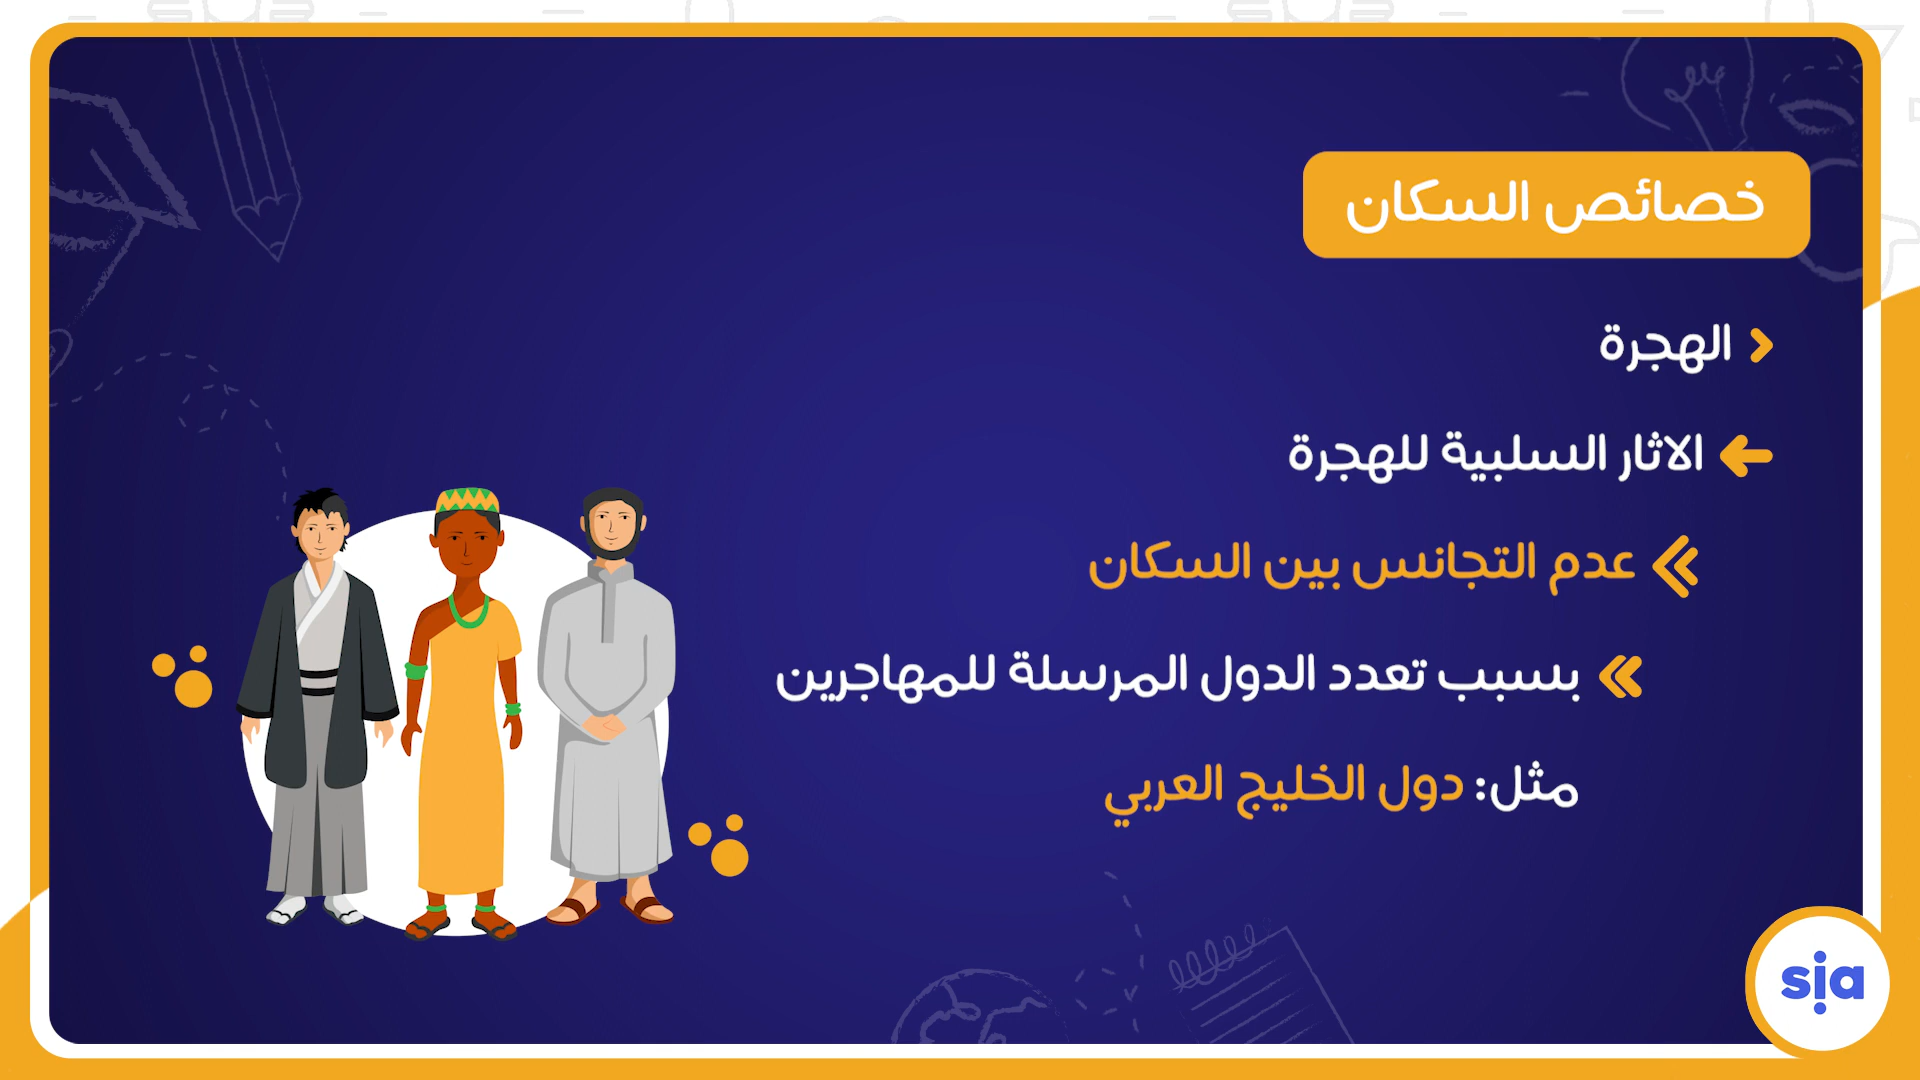 خصائص السكان
الهجرة
الاثار السلبية للهجرة
عدم التجانس بين السكان
بسبب تعدد الدول المرسلة للمهاجرين
مثل: دول الخليج العربي
sia